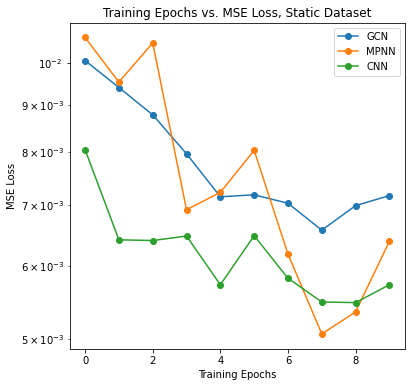 Training Epochs vs. MSE Loss, Static Dataset
GCN
MPNN
CNN
10⁻²
9 × 10⁻³
8 × 10⁻³
7 × 10⁻³
6 × 10⁻³
5 × 10⁻³
MSE Loss
0 2 4 6 8
Training Epochs